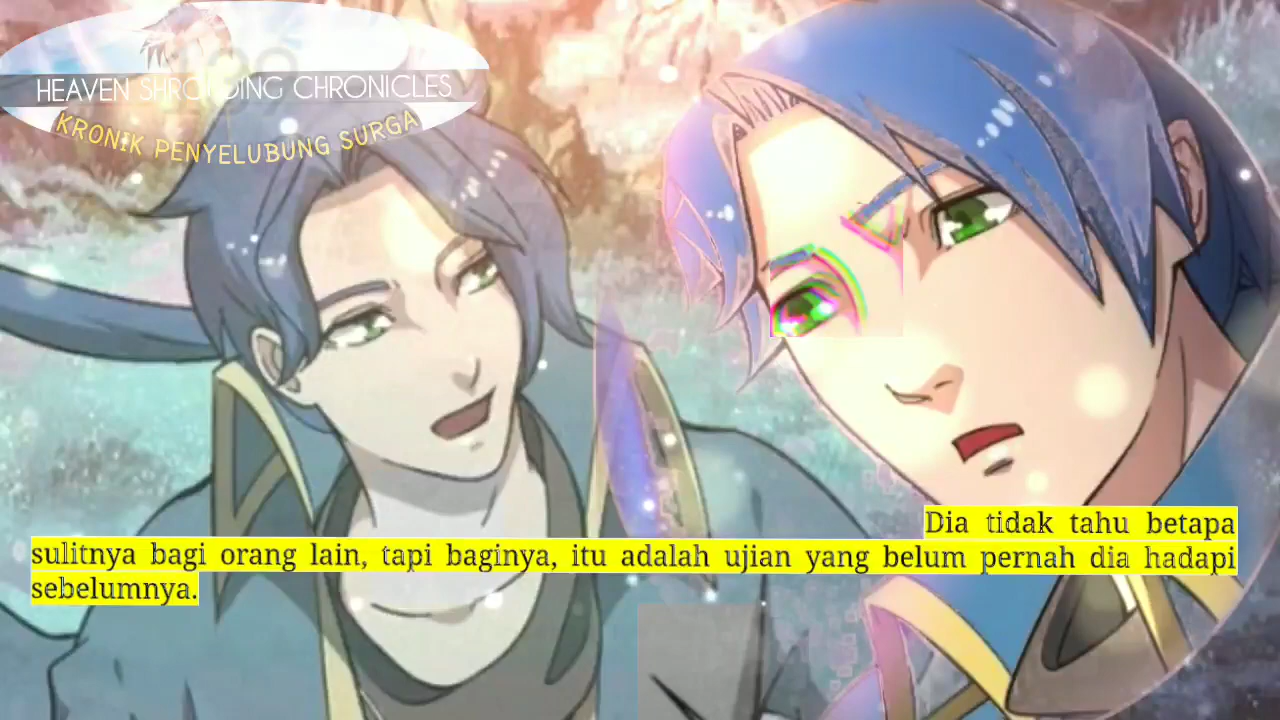 HEAVEN SHROUDING CHRONICLES
KRONIK PENYELUBUNG SURGA
Dia tidak tahu betapa
sulitnya bagi orang lain, tapi baginya, itu adalah ujian yang belum pernah dia hadapi
sebelumnya.